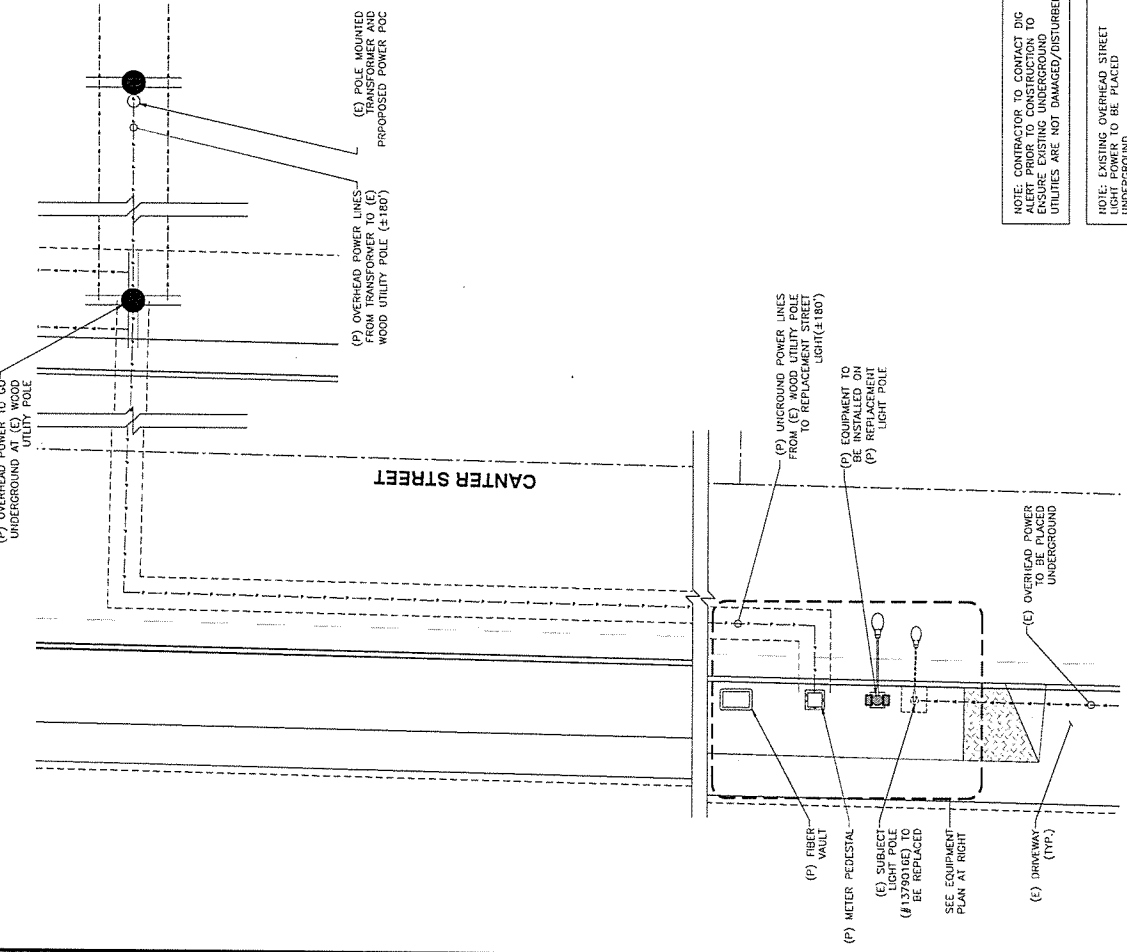 (P) OVERHEAD POWER TO GO
UNDERGROUND AT (E) WOOD
UTILITY POLE
(E) POLE MOUNTED
TRANSFORMER AND
PRPOPOSED POWER POC
(P) OVERHEAD POWER LINES
FROM TRANSFORMER TO (E)
WOOD UTILITY POLE (±180')
CANTER STREET
(P) UNGROUND POWER LINES
FROM (E) WOOD UTILITY POLE
TO REPLACEMENT STREET
LIGHT(±180')
(P) EQUIPMENT TO
BE INSTALLED ON
(P) REPLACEMENT
LIGHT POLE
(E) OVERHEAD POWER
TO BE PLACED
UNDERGROUND
(P) FIBER
VAULT
(P) METER PEDESTAL
(E) SUBJECT
LIGHT POLE
(#1379016E) TO
BE REPLACED
SEE EQUIPMENT
PLAN AT RIGHT
(E) DRIVEWAY
(TYP.)
NOTE: CONTRACTOR TO CONTACT DIG
ALERT PRIOR TO CONSTRUCTION TO
ENSURE EXISTING UNDERGROUND
UTILITIES ARE NOT DAMAGED/DISTURBED
NOTE: EXISTING OVERHEAD STREET
LIGHT POWER TO BE PLACED
UNDERGROUND